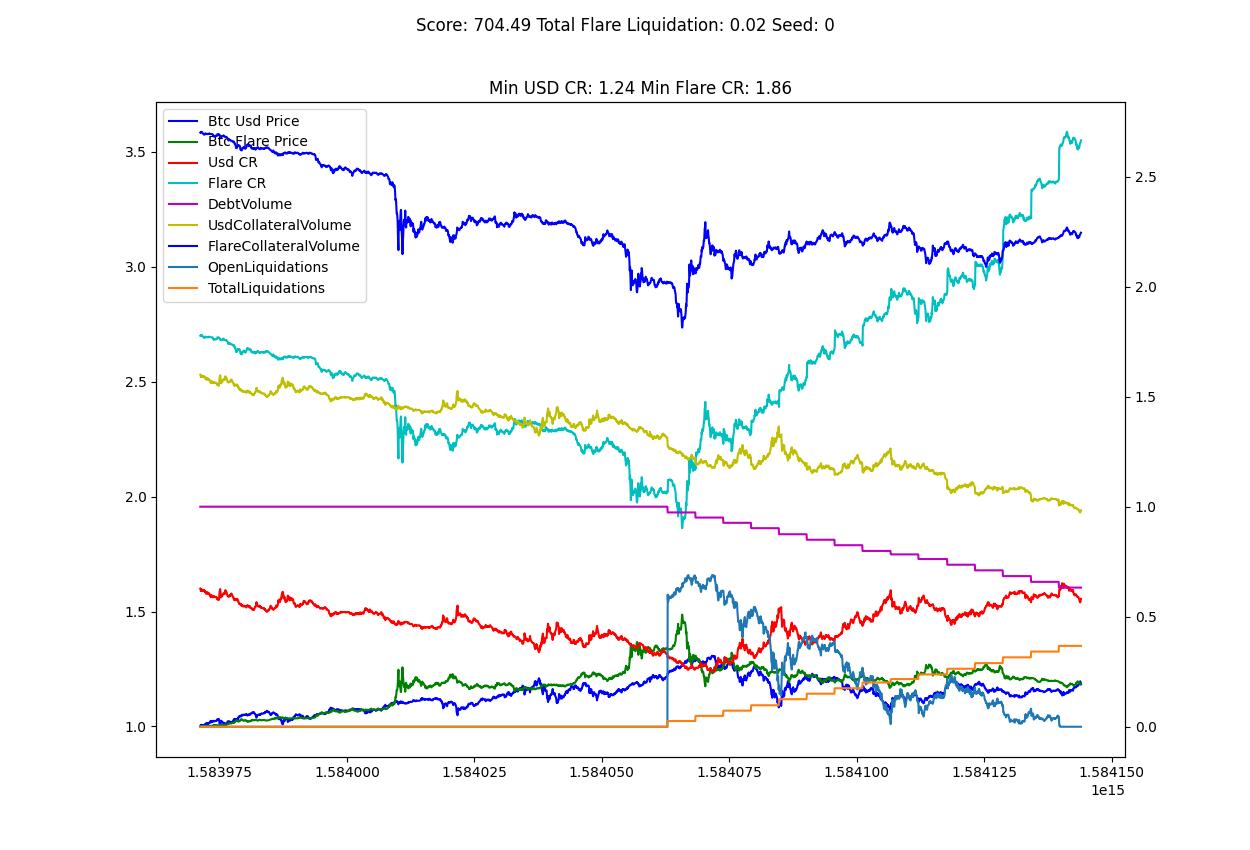 Score: 704.49 Total Flare Liquidation: 0.02 Seed: 0
Min USD CR: 1.24 Min Flare CR: 1.86
Btc Usd Price
Btc Flare Price
Usd CR
Flare CR
DebtVolume
UsdCollateralVolume
FlareCollateralVolume
OpenLiquidations
TotalLiquidations
3.5
3.0
2.5
2.0
1.5
1.0
2.5
2.0
1.5
1.0
0.5
0.0
1.583975 1.584000 1.584025 1.584050 1.584075 1.584100 1.584125 1.584150
1e15